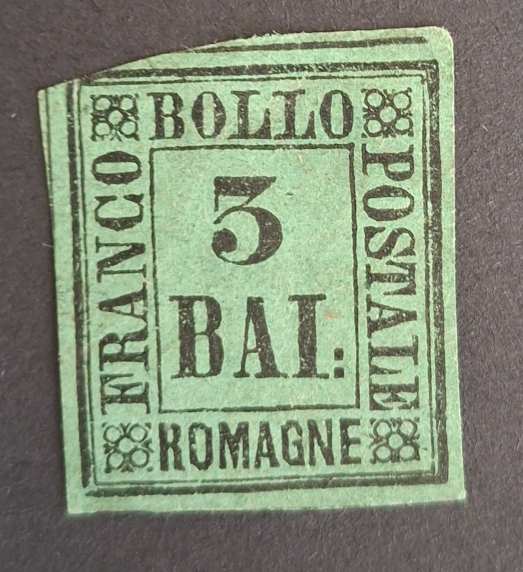 BOLLO
FRANCO
POSTALE
3
BAI:
ROMAGNE